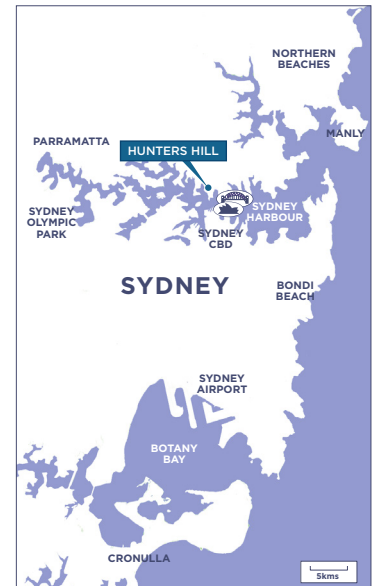 NORTHERN
BEACHES
MANLY
PARRAMATTA
HUNTERS HILL
SYDNEY
OLYMPIC
PARK
SYDNEY
HARBOUR
SYDNEY
CBD
SYDNEY
BONDI
BEACH
SYDNEY
AIRPORT
BOTANY
BAY
CRONULLA
5kms